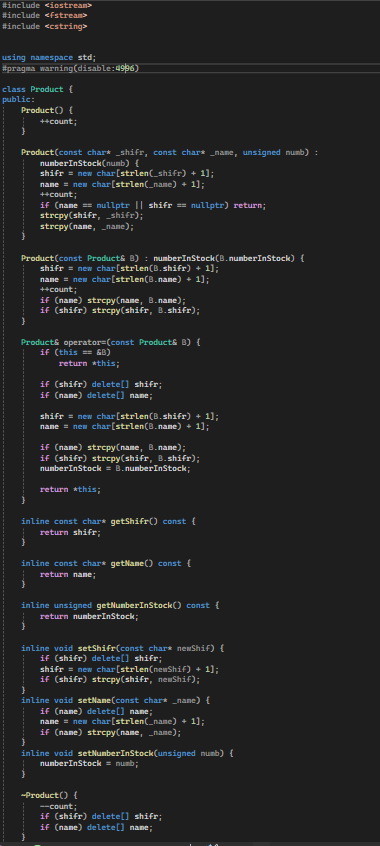 #include <iostream>
#include <fstream>
#include <cstring>
using namespace std;
#pragma warning(disable:4996)
class Product {
public:
Product() {
++count;
}
Product(const char* _shifr, const char* _name, unsigned numb) :
numberInStock(numb) {
shifr = new char[strlen(_shifr) + 1];
name = new char[strlen(_name) + 1];
++count;
if (name == nullptr || shifr == nullptr) return;
strcpy(shifr, _shifr);
strcpy(name, _name);
}
Product(const Product& B) : numberInStock(B.numberInStock) {
shifr = new char[strlen(B.shifr) + 1];
name = new char[strlen(B.name) + 1];
++count;
if (name) strcpy(name, B.name);
if (shifr) strcpy(shifr, B.shifr);
}
Product& operator=(const Product& B) {
if (this == &B)
return *this;
if (shifr) delete[] shifr;
if (name) delete[] name;
shifr = new char[strlen(B.shifr) + 1];
name = new char[strlen(B.name) + 1];
if (name) strcpy(name, B.name);
if (shifr) strcpy(shifr, B.shifr);
numberInStock = B.numberInStock;
return *this;
}
inline const char* getShifr() const {
return shifr;
}
inline const char* getName() const {
return name;
}
inline unsigned getNumberInStock() const {
return numberInStock;
}
inline void setShifr(const char* newShif) {
if (shifr) delete[] shifr;
shifr = new char[strlen(newShif) + 1];
if (shifr) strcpy(shifr, newShif);
}
inline void setName(const char* _name) {
if (name) delete[] name;
name = new char[strlen(_name) + 1];
if (name) strcpy(name, _name);
}
inline void setNumberInStock(unsigned numb) {
numberInStock = numb;
}
~Product() {
--count;
if (shifr) delete[] shifr;
if (name) delete[] name;
}